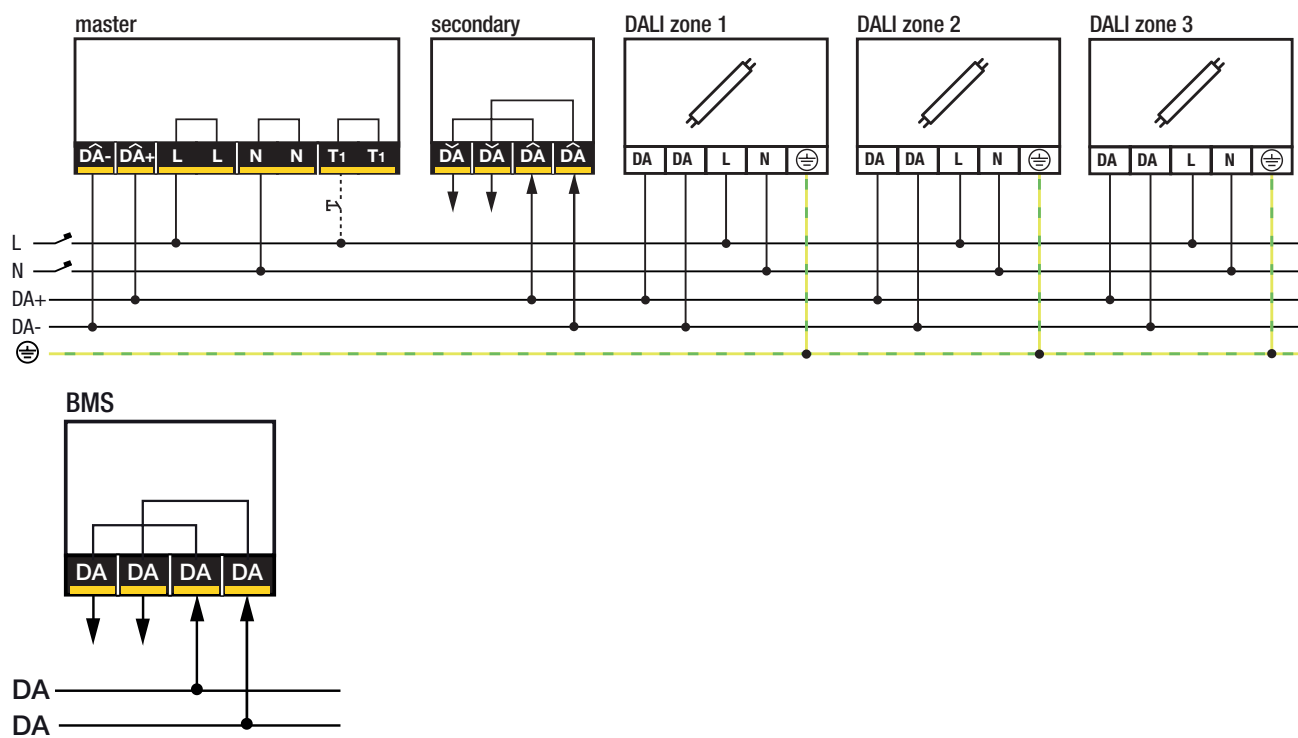 master secondary DALI zone 1 DALI zone 2 DALI zone 3
DA- DA+ L L N N T1 T1 DA DA DA DA DA DA L N DA DA L N DA DA L N
L
N
DA+
DA-
BMS
DA DA DA DA
DA
DA